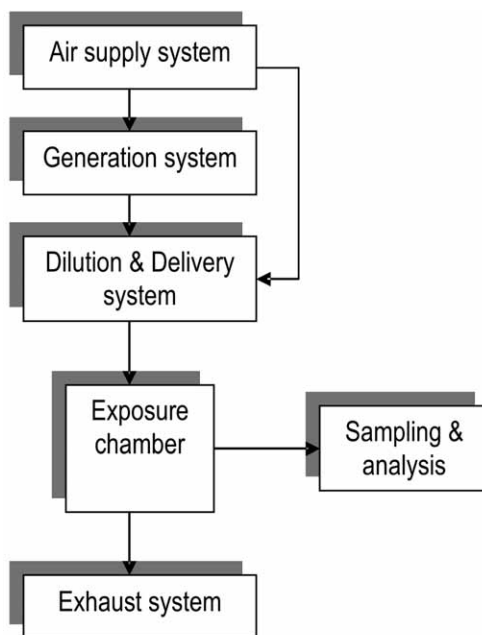 Air supply system
Generation system
Dilution & Delivery
system
Exposure
chamber
Sampling &
analysis
Exhaust system